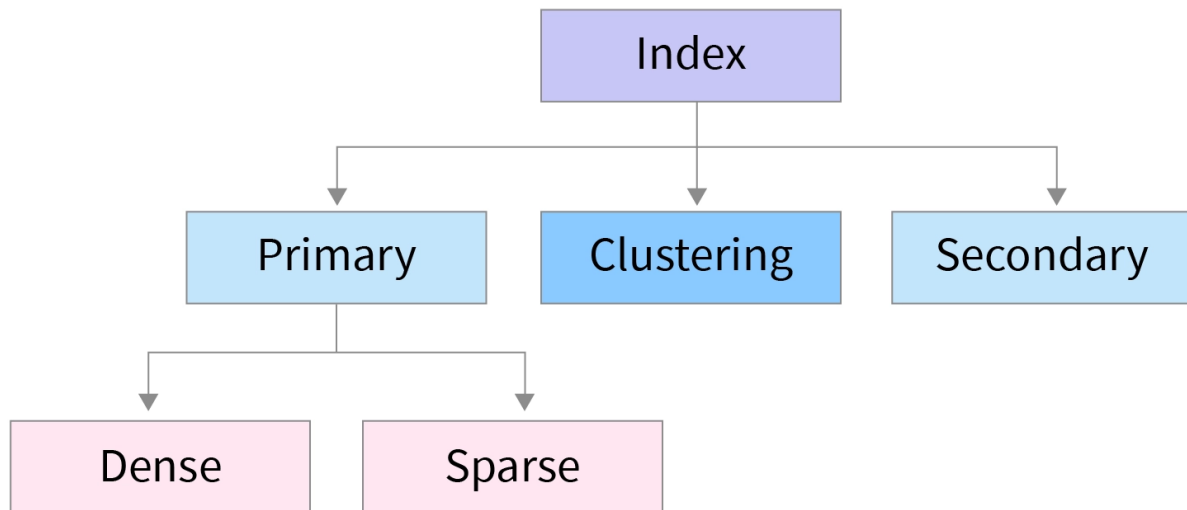 Index
Primary
Clustering
Secondary
Dense
Sparse